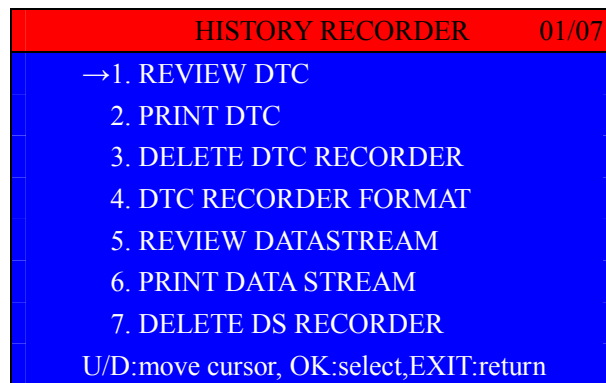 HISTORY RECORDER 01/07
→1. REVIEW DTC
2. PRINT DTC
3. DELETE DTC RECORDER
4. DTC RECORDER FORMAT
5. REVIEW DATASTREAM
6. PRINT DATA STREAM
7. DELETE DS RECORDER
U/D:move cursor, OK:select,EXIT:return